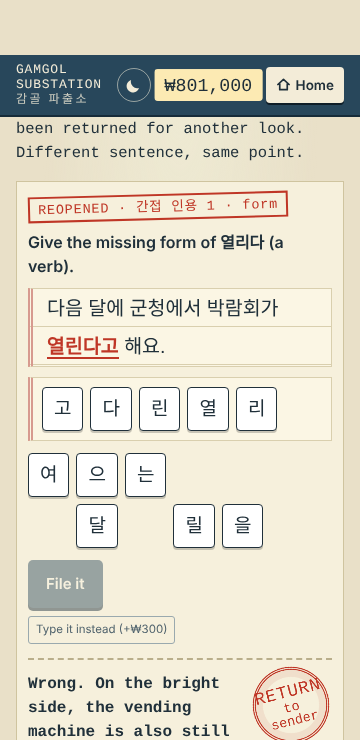 GAMGOL
SUBSTATION
감골 파출소
₩801,000
Home
been returned for another look.
Different sentence, same point.
REOPENED · 간접 인용 1 · form
Give the missing form of 열리다 (a
verb).
다음 달에 군청에서 박람회가
열린다고 해요.
고 다 린 열 리
여 으 는
달 릴 을
File it
Type it instead (+₩300)
Wrong. On the bright
side, the vending
machine is also still
RETURN
to
sender